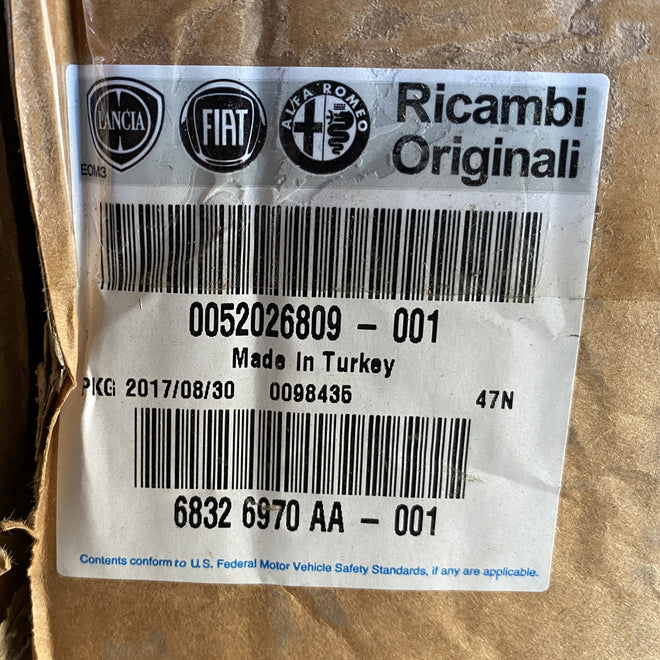 LANCIA
FIAT
ALFA ROMEO
Ricambi
Originali
EOM3
0052026809 - 001
Made In Turkey
PKG 2017/08/30 0098435 47N
6832 6970 AA - 001
Contents conform to U.S. Federal Motor Vehicle Safety Standards, if any are applicable.